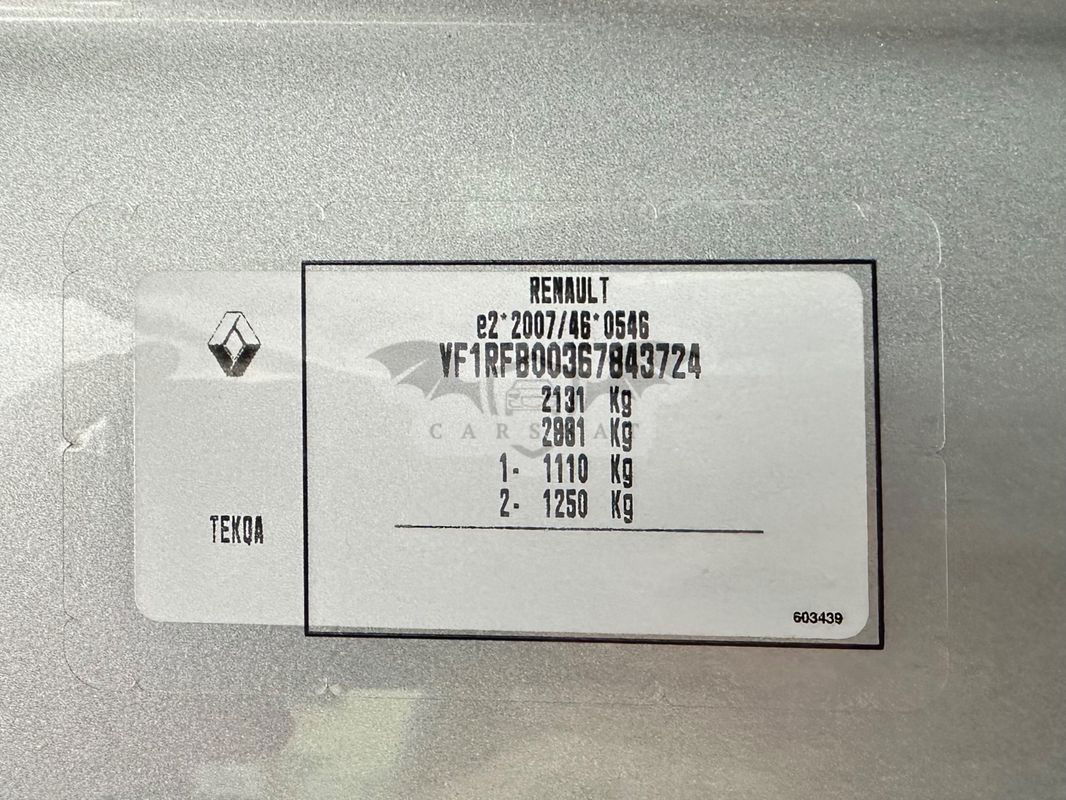 RENAULT
e2*2007/46*0546
VF1RFB00367843724
2131 Kg
2881 Kg
1- 1110 Kg
2- 1250 Kg
TEKQA
603439